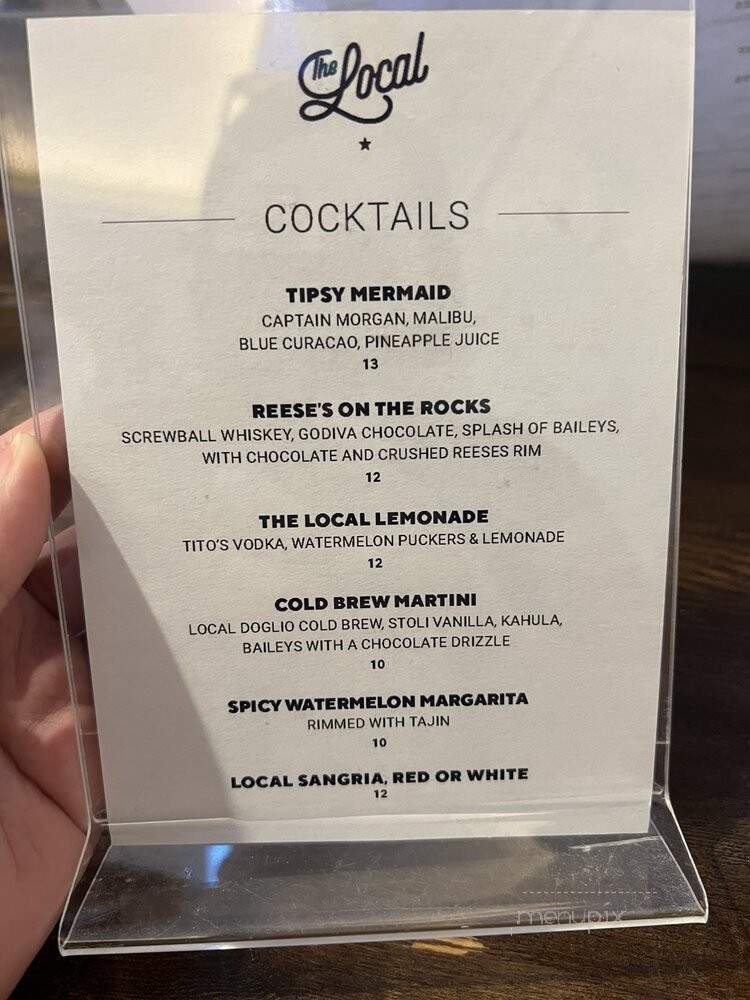 The Local
COCKTAILS
TIPSY MERMAID
CAPTAIN MORGAN, MALIBU,
BLUE CURACAO, PINEAPPLE JUICE
13
REESE'S ON THE ROCKS
SCREWBALL WHISKEY, GODIVA CHOCOLATE, SPLASH OF BAILEYS,
WITH CHOCOLATE AND CRUSHED REESES RIM
12
THE LOCAL LEMONADE
TITO'S VODKA, WATERMELON PUCKERS & LEMONADE
12
COLD BREW MARTINI
LOCAL DOGLIO COLD BREW, STOLI VANILLA, KAHULA,
BAILEYS WITH A CHOCOLATE DRIZZLE
10
SPICY WATERMELON MARGARITA
RIMMED WITH TAJIN
10
LOCAL SANGRIA, RED OR WHITE
12
menupix